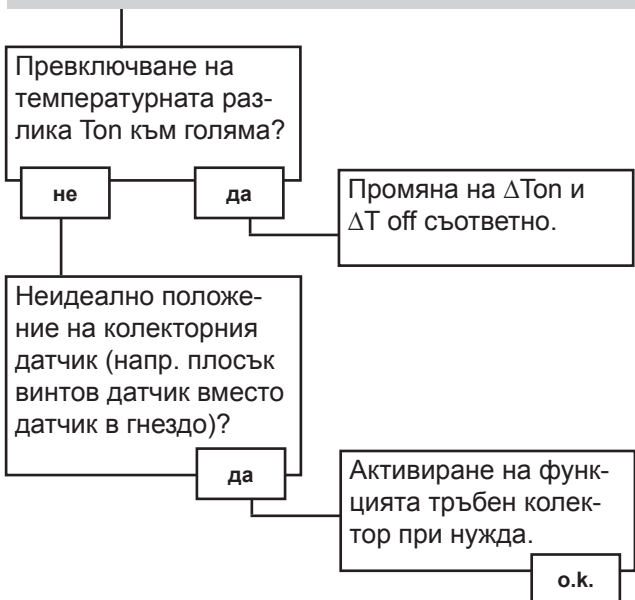 Превключване на
температурната раз-
лика Ton към голяма?
не
да
Промяна на ΔTon и
ΔT off съответно.
Неидеално положе-
ние на колекторния
датчик (напр. плосък
винтов датчик вместо
датчик в гнездо)?
да
Активиране на функ-
цията тръбен колек-
тор при нужда.
o.k.